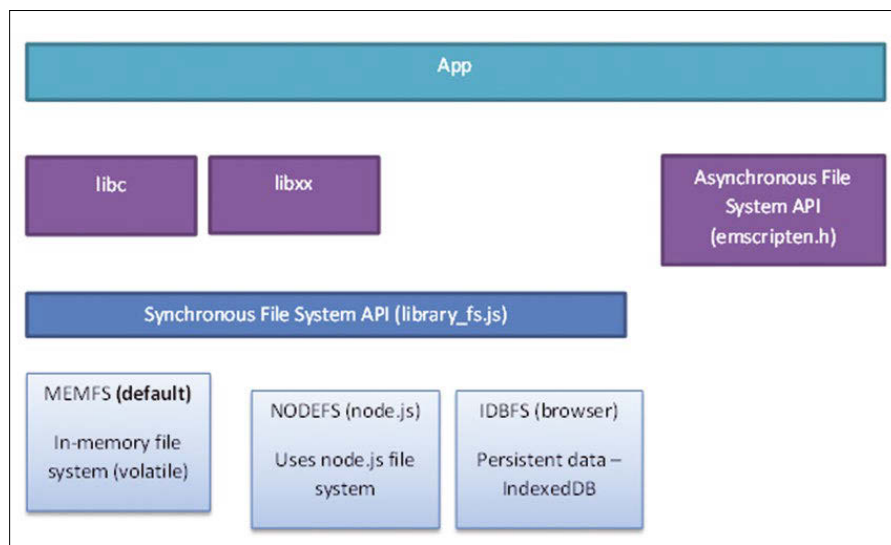 App
libc
libxx
Asynchronous File
System API
(emscripten.h)
Synchronous File System API (library_fs.js)
MEMFS (default)
In-memory file
system (volatile)
NODEFS (node.js)
Uses node.js file
system
IDBFS (browser)
Persistent data –
IndexedDB